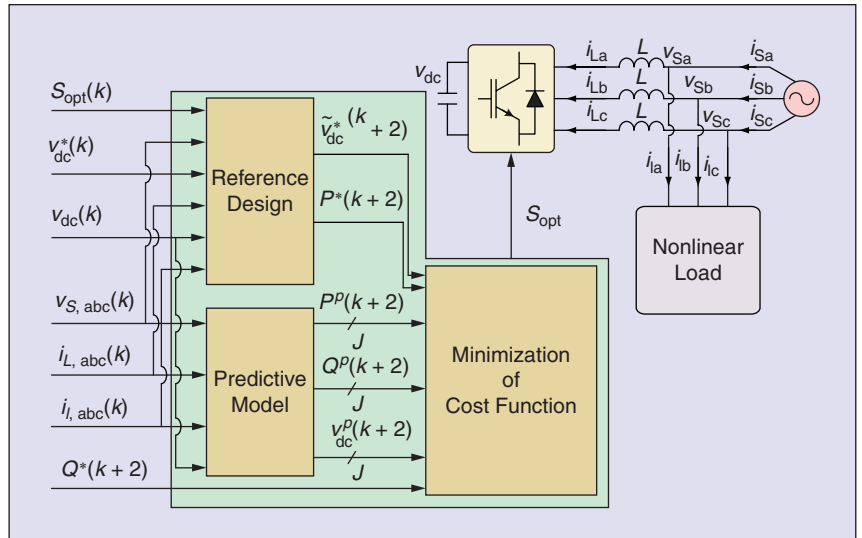 S_opt(k)
v*_dc(k)
v_dc(k)
v_S, abc(k)
i_L, abc(k)
i_l, abc(k)
Q*(k + 2)
Reference
Design
Predictive
Model
ṽ*_dc(k + 2)
P*(k + 2)
P^p(k + 2)
J
Q^p(k + 2)
J
v^p_dc(k + 2)
J
Minimization
of
Cost Function
S_opt
v_dc
i_La
L
v_Sa
i_Sa
i_Lb
L
v_Sb
i_Sb
i_Lc
L
v_Sc
i_Sc
i_la
i_lb
i_lc
Nonlinear
Load